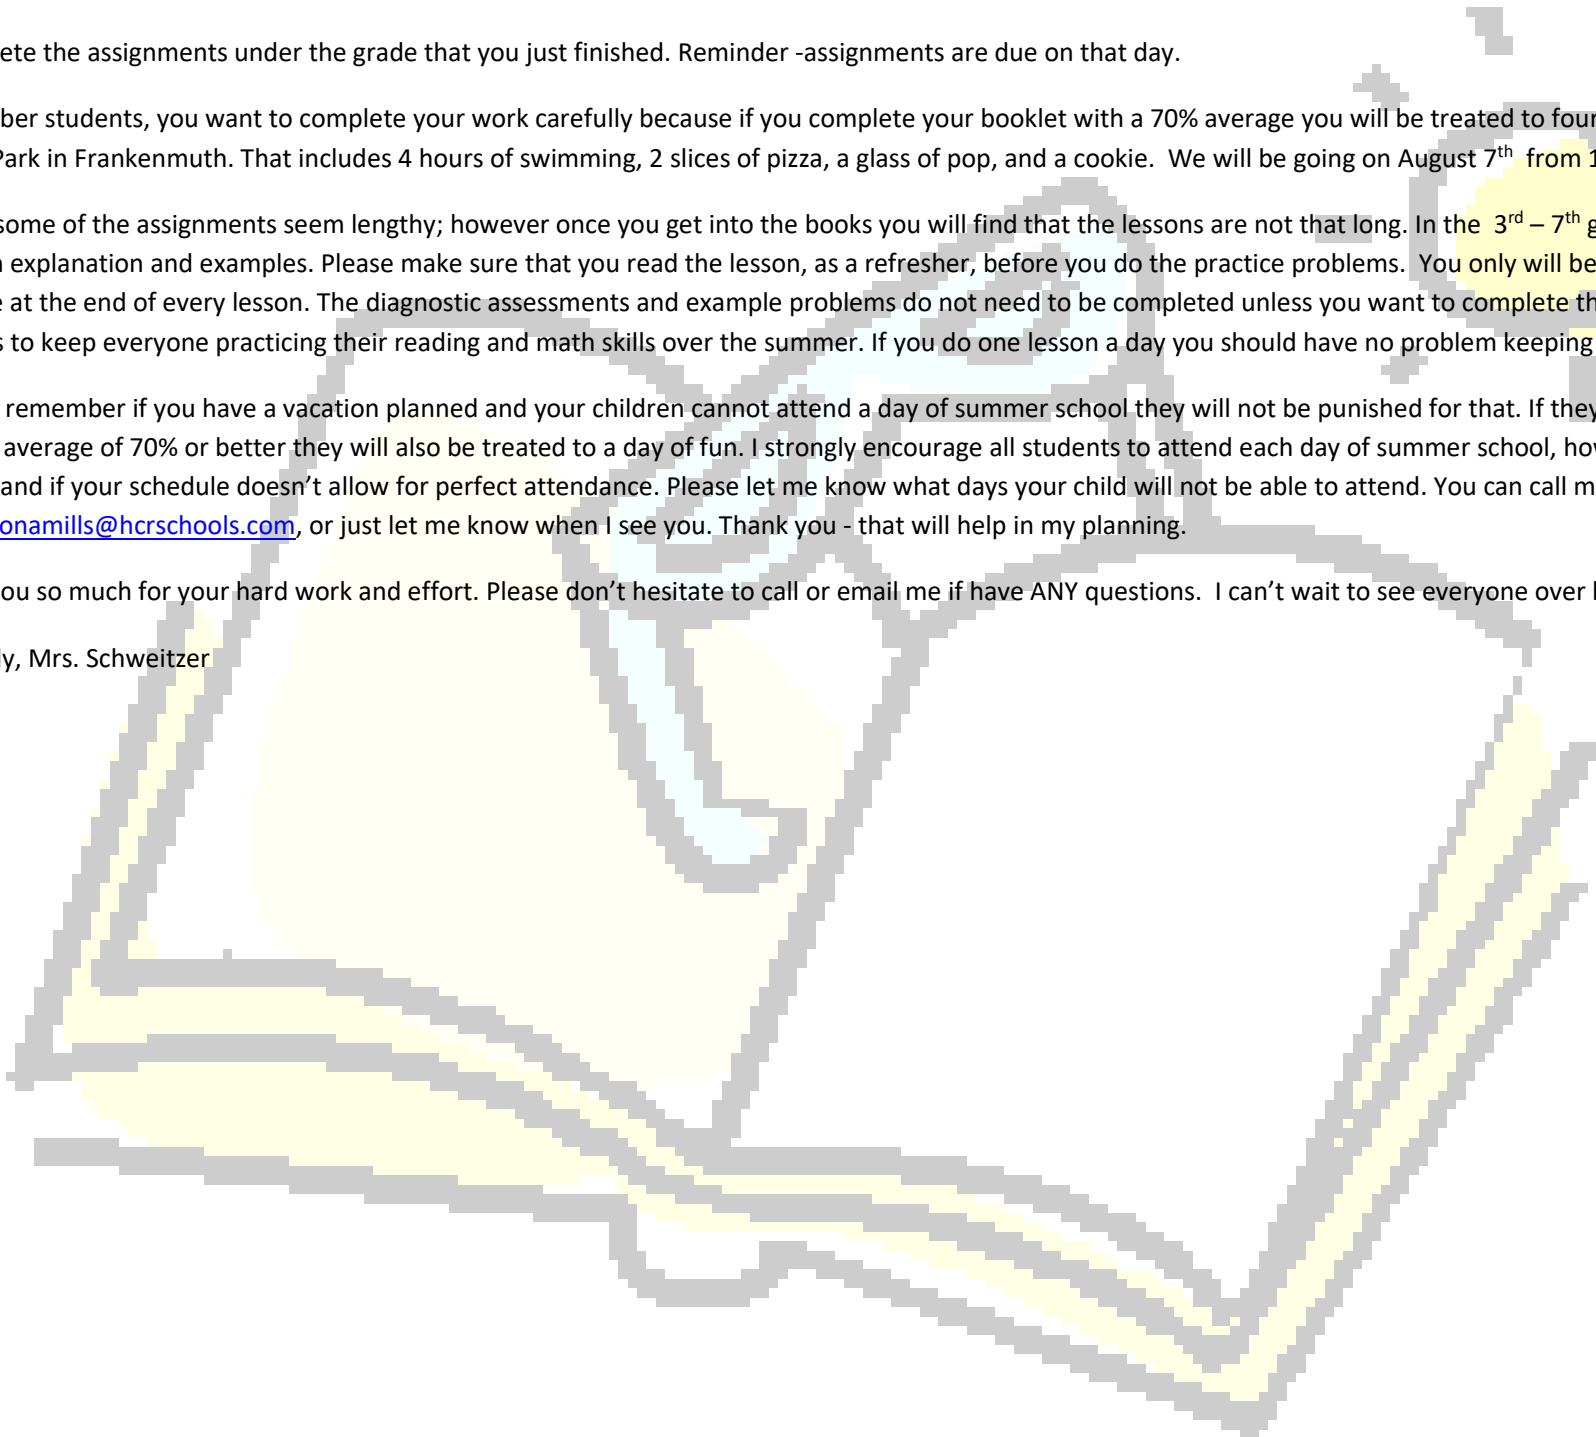 ete the assignments under the grade that you just finished. Reminder -assignments are due on that day.
ber students, you want to complete your work carefully because if you complete your booklet with a 70% average you will be treated to four
Park in Frankenmuth. That includes 4 hours of swimming, 2 slices of pizza, a glass of pop, and a cookie. We will be going on August 7th from 1
some of the assignments seem lengthy; however once you get into the books you will find that the lessons are not that long. In the 3rd – 7th g
explanation and examples. Please make sure that you read the lesson, as a refresher, before you do the practice problems. You only will be
e at the end of every lesson. The diagnostic assessments and example problems do not need to be completed unless you want to complete th
s to keep everyone practicing their reading and math skills over the summer. If you do one lesson a day you should have no problem keeping
remember if you have a vacation planned and your children cannot attend a day of summer school they will not be punished for that. If they
average of 70% or better they will also be treated to a day of fun. I strongly encourage all students to attend each day of summer school, how
and if your schedule doesn’t allow for perfect attendance. Please let me know what days your child will not be able to attend. You can call m
onamills@hcrschools.com, or just let me know when I see you. Thank you - that will help in my planning.
ou so much for your hard work and effort. Please don’t hesitate to call or email me if have ANY questions. I can’t wait to see everyone over
ly, Mrs. Schweitzer